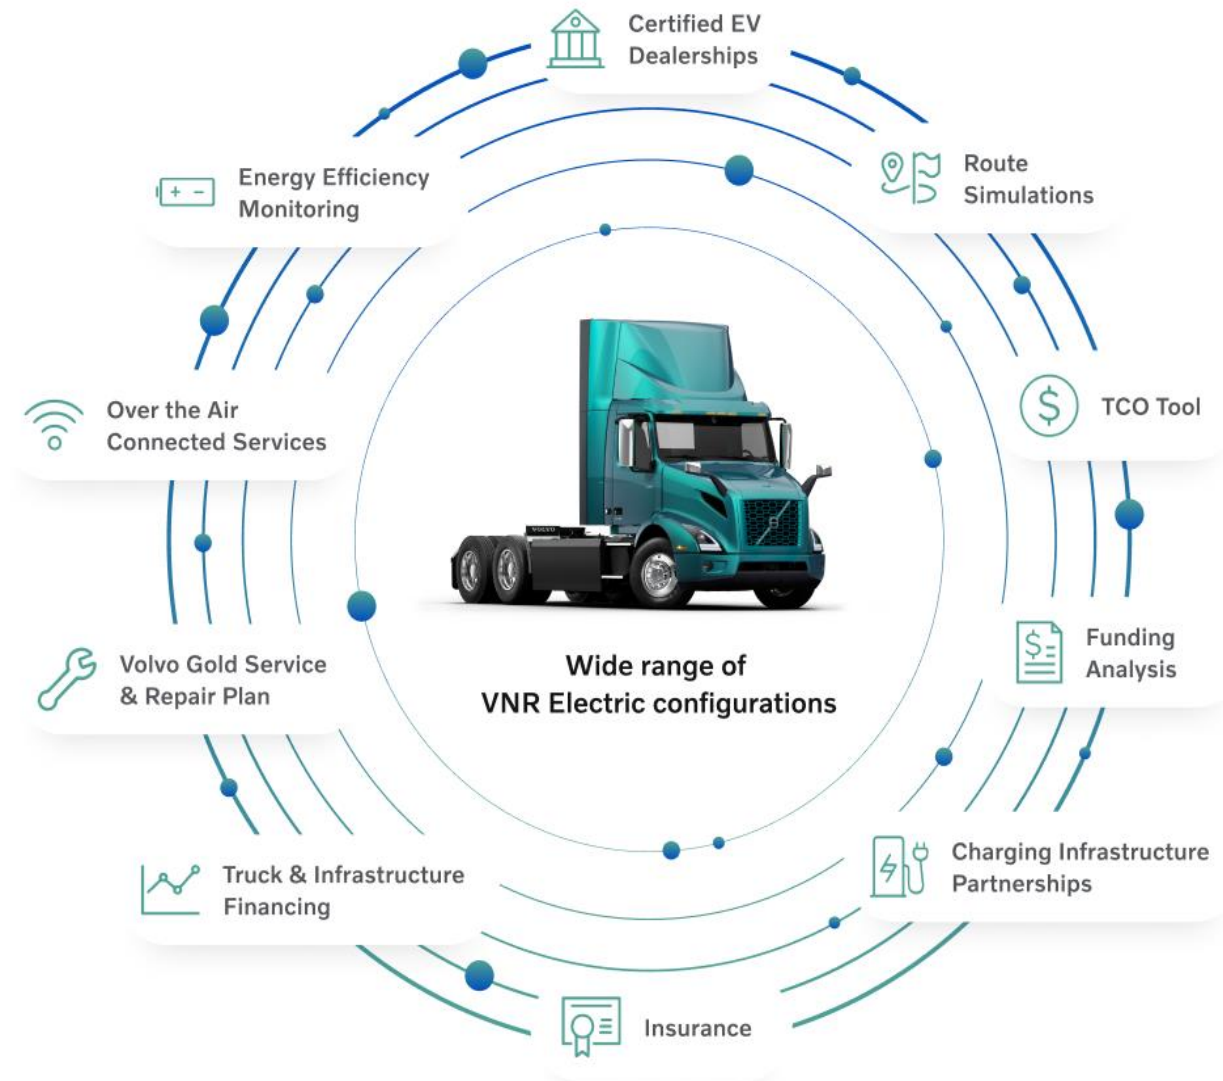 Certified EV
Dealerships
Route
Simulations
TCO Tool
Funding
Analysis
Charging Infrastructure
Partnerships
Insurance
Truck & Infrastructure
Financing
Volvo Gold Service
& Repair Plan
Over the Air
Connected Services
Energy Efficiency
Monitoring
VOLVO
Wide range of
VNR Electric configurations